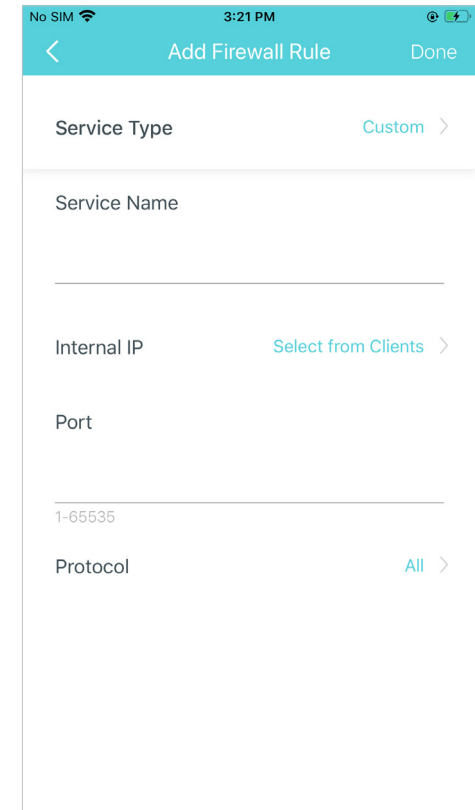 No SIM 3:21 PM
Add Firewall Rule Done
Service Type Custom
Service Name
Internal IP Select from Clients
Port
1-65535
Protocol All